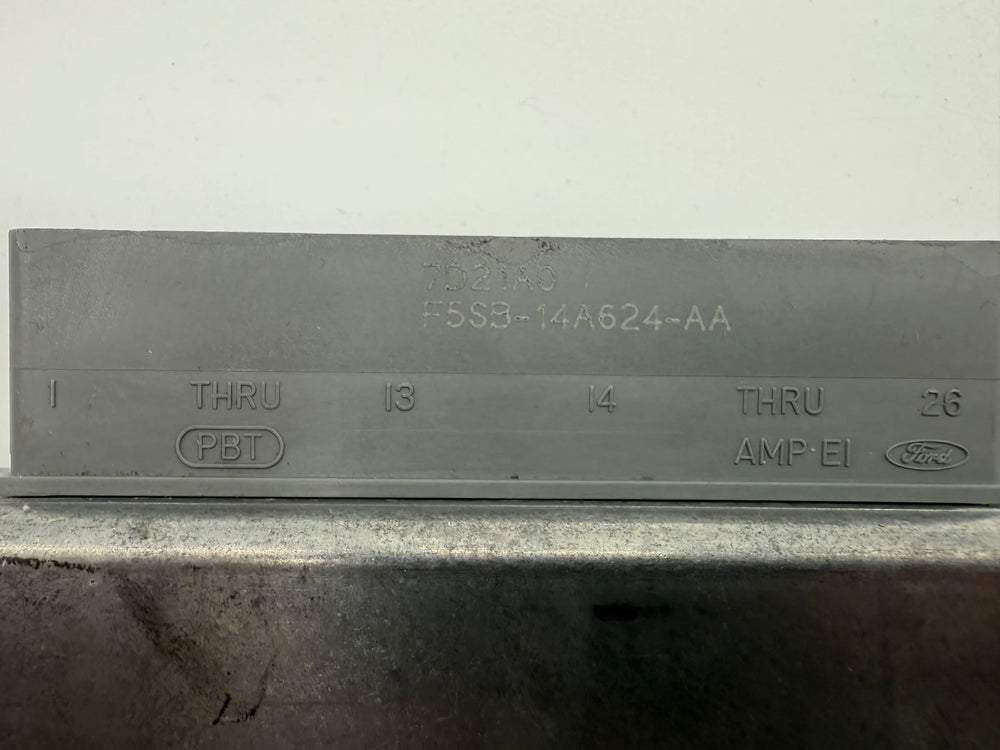 7D21A0
F5SB-14A624-AA
1 THRU 13 14 THRU 26
PBT AMP·EI Ford